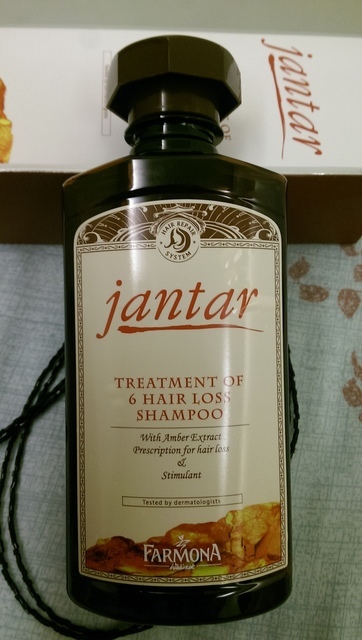 jantar
OF
HAIR REPAIR
SYSTEM
jantar
TREATMENT OF
6 HAIR LOSS
SHAMPOO
With Amber Extract
Prescription for hair loss
&
Stimulant
Tested by dermatologists
FARMONA